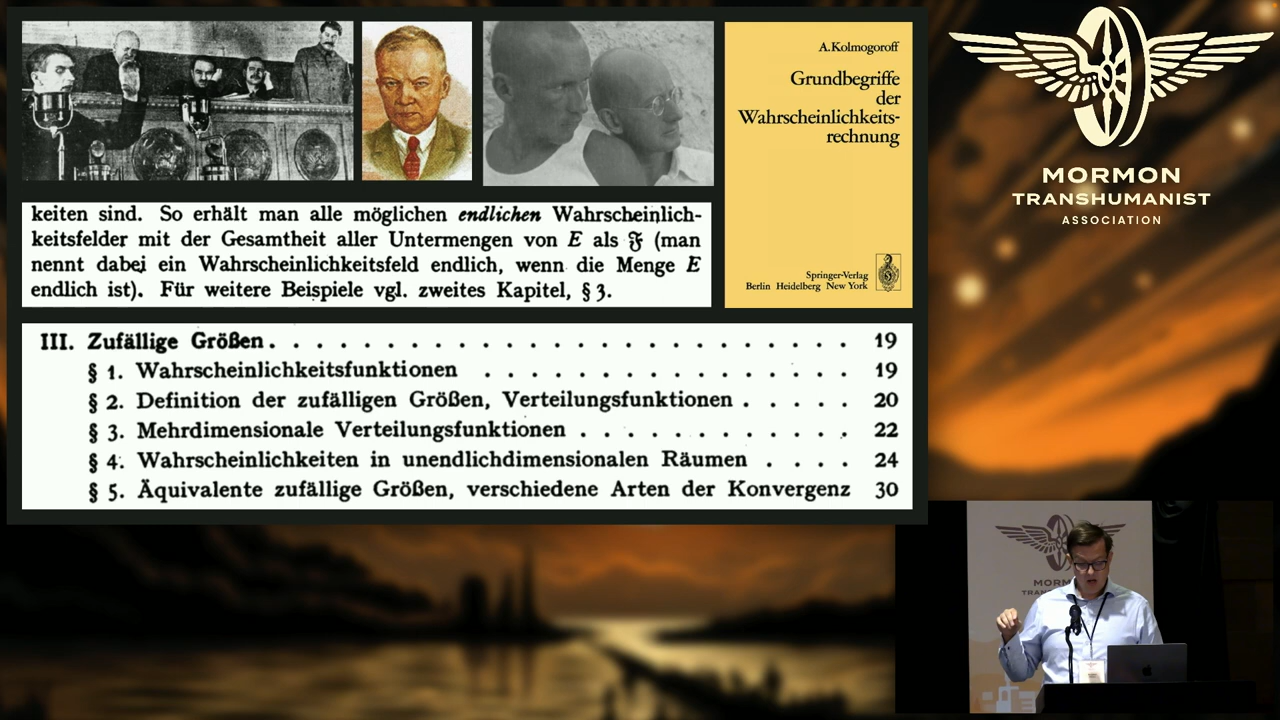 A. Kolmogoroff
Grundbegriffe
der
Wahrscheinlichkeits-
rechnung
Springer-Verlag
Berlin Heidelberg New York
keiten sind. So erhält man alle möglichen endlichen Wahrscheinlich-
keitsfelder mit der Gesamtheit aller Untermengen von E als 𝔉 (man
nennt dabei ein Wahrscheinlichkeitsfeld endlich, wenn die Menge E
endlich ist). Für weitere Beispiele vgl. zweites Kapitel, § 3.
III. Zufällige Größen. . . . . . . . . . . . . . . . . . . . . . . . 19
§ 1. Wahrscheinlichkeitsfunktionen . . . . . . . . . . . . . . . 19
§ 2. Definition der zufälligen Größen, Verteilungsfunktionen . . . . . 20
§ 3. Mehrdimensionale Verteilungsfunktionen . . . . . . . . . . . 22
§ 4. Wahrscheinlichkeiten in unendlichdimensionalen Räumen . . . . 24
§ 5. Äquivalente zufällige Größen, verschiedene Arten der Konvergenz 30
MORMON
TRANSHUMANIST
ASSOCIATION
MORM
TRANS